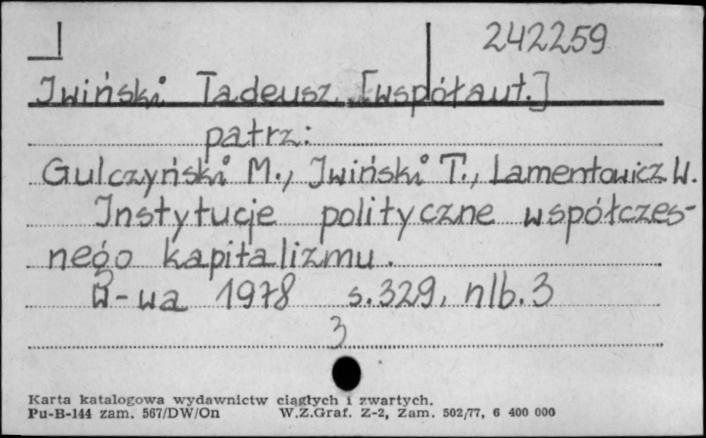 242259
Iwiński Tadeusz. [współaut.]
patrz:
Gulczyński M., Iwiński T., Lamentowicz W.
Instytucje polityczne współczes-
nego kapitalizmu.
W-wa 1978 s.329, nlb.3
3
Karta katalogowa wydawnictw ciągłych i zwartych.
Pu-B-144 zam. 567/DW/On W.Z.Graf. Z-2, Zam. 502/77, 6 400 000